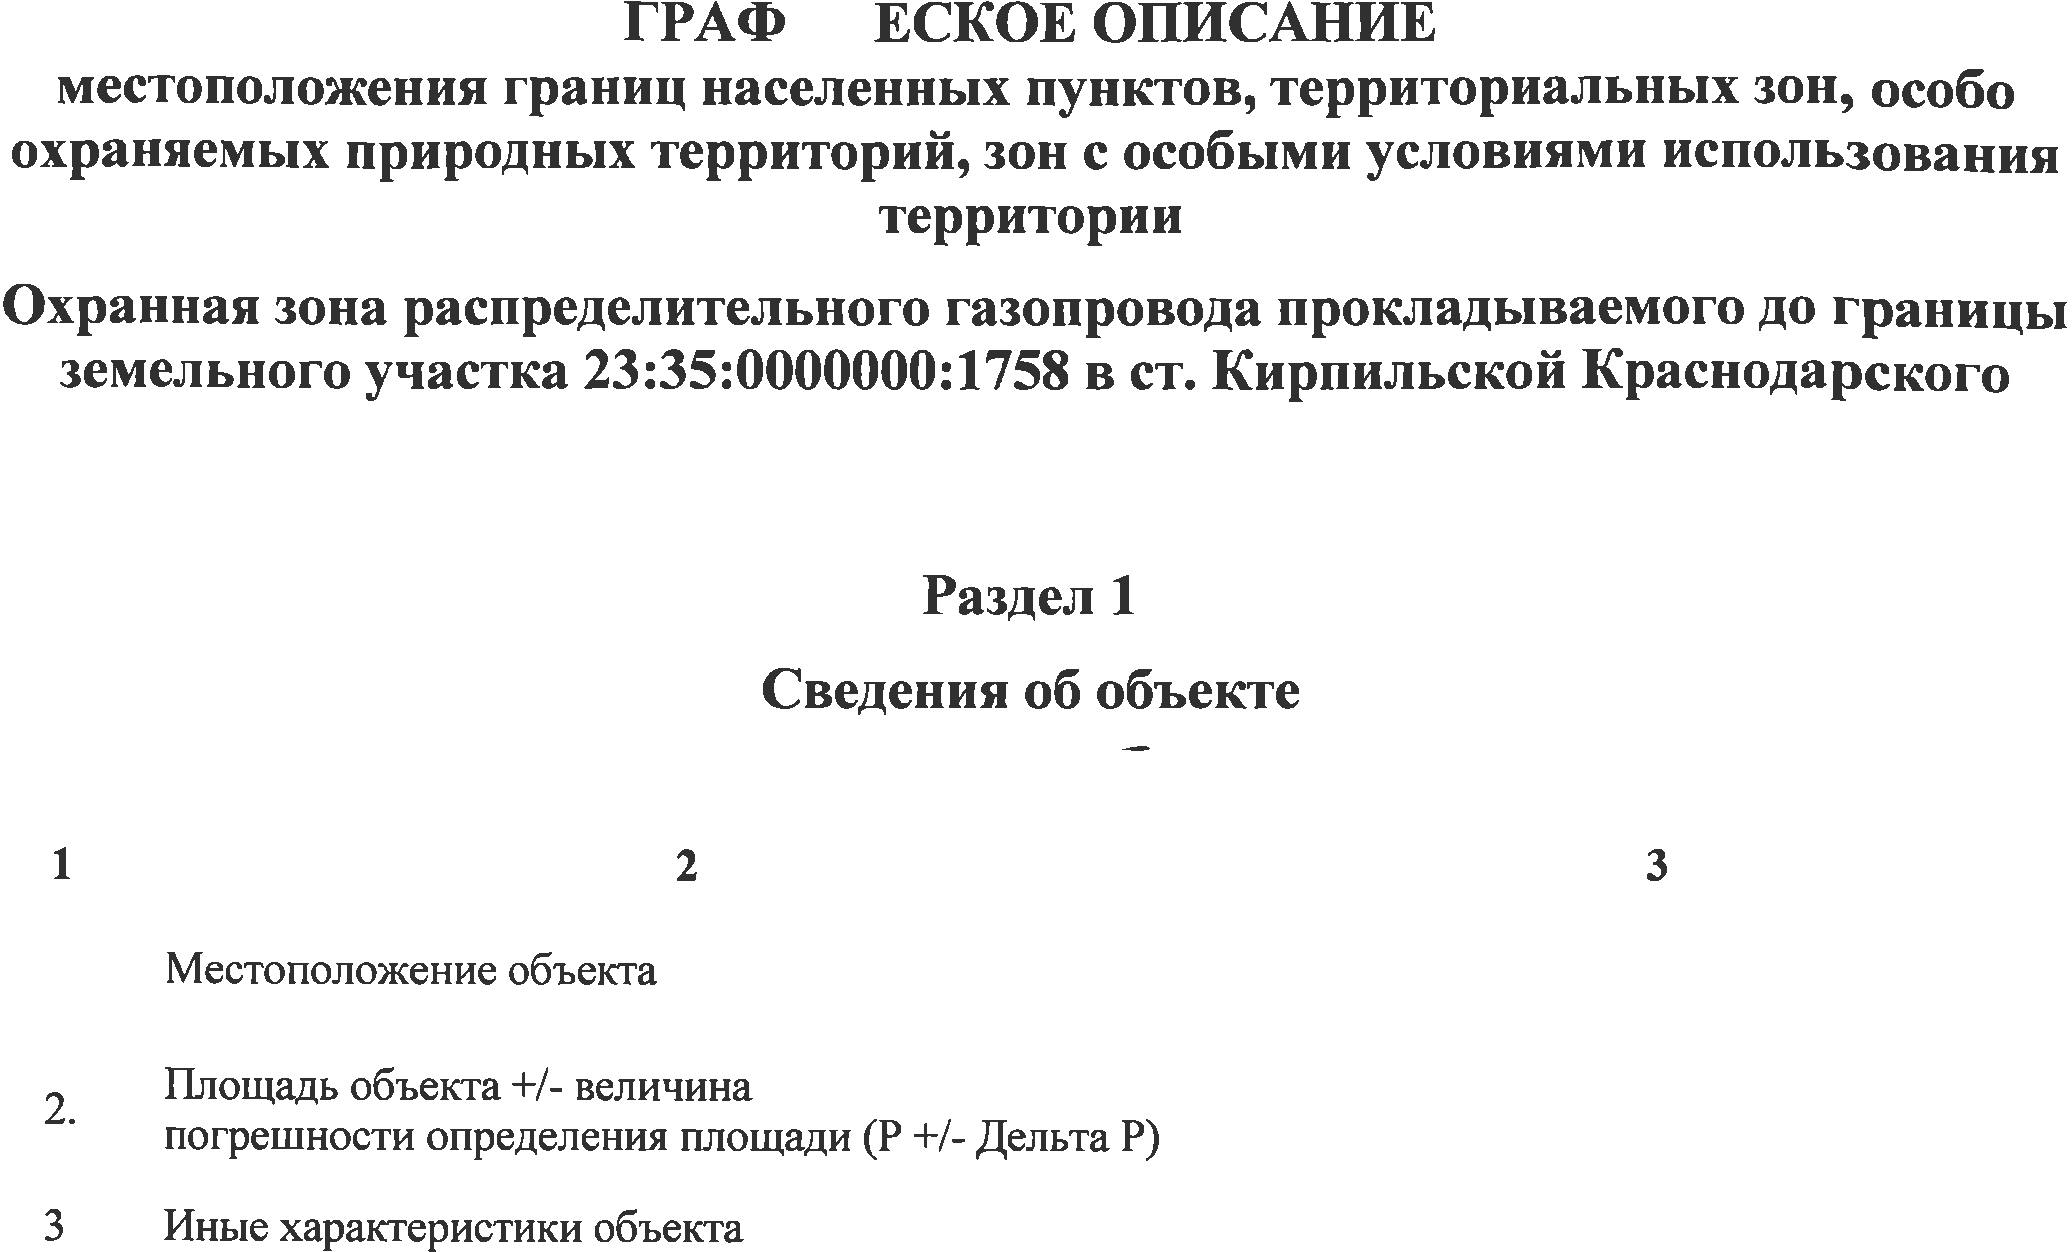 ГРАФ ЕСКОЕ ОПИСАНИЕ
местоположения границ населенных пунктов, территориальных зон, особо
охраняемых природных территорий, зон с особыми условиями использования
территории
Охранная зона распределительного газопровода прокладываемого до границы
земельного участка 23:35:0000000:1758 в ст. Кирпильской Краснодарского
Раздел 1
Сведения об объекте
1 2 3
Местоположение объекта
Площадь объекта +/- величина
2.
погрешности определения площади (Р +/- Дельта Р)
3 Иные характеристики объекта